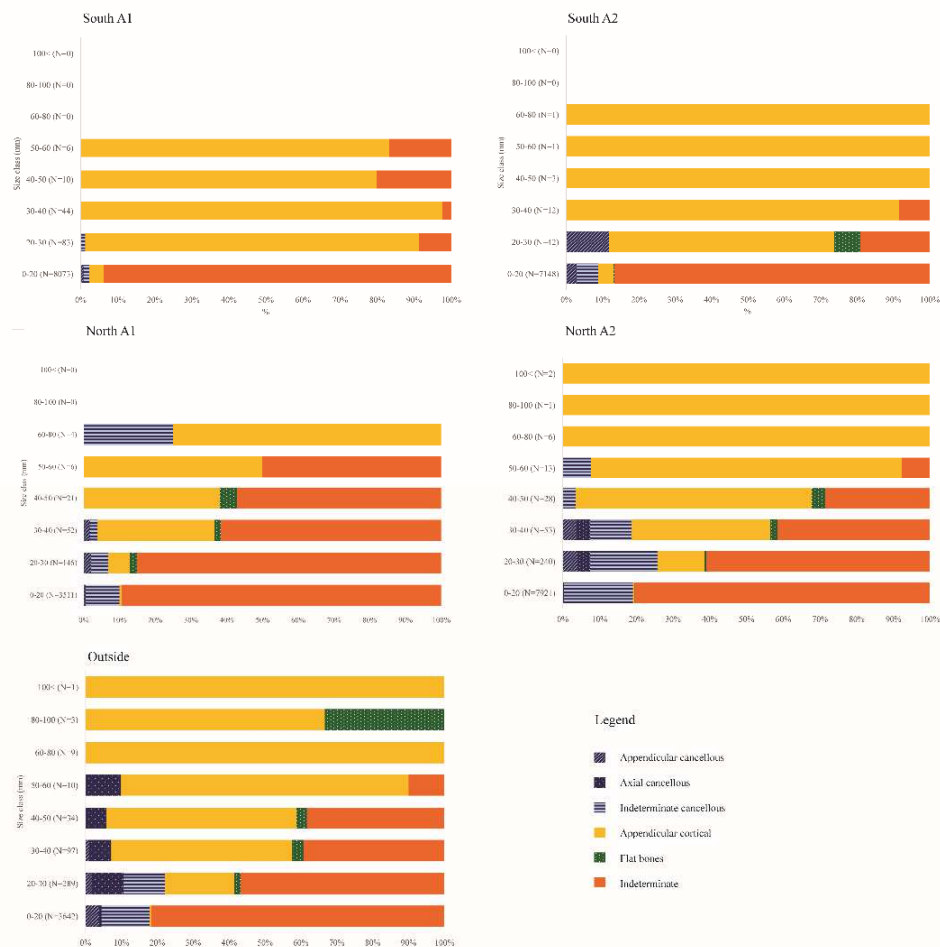 South A1
100< (N=0)
80-100 (N=0)
60-80 (N=0)
50-60 (N=6)
40-50 (N=10)
30-40 (N=44)
20-30 (N=83)
0-20 (N=8073)
Size class (mm)
0% 10% 20% 30% 40% 50% 60% 70% 80% 90% 100%
%
South A2
100< (N=0)
80-100 (N=0)
60-80 (N=1)
50-60 (N=1)
40-50 (N=3)
30-40 (N=12)
20-30 (N=42)
0-20 (N=7148)
Size class (mm)
0% 10% 20% 30% 40% 50% 60% 70% 80% 90% 100%
%
North A1
100< (N=0)
80-100 (N=0)
60-80 (N=4)
50-60 (N=6)
40-50 (N=21)
30-40 (N=52)
20-30
0-20
Size class (mm)
0% 10% 20% 30% 40% 50% 60% 70% 80% 90% 100%
North A2
100< (N=2)
80-100 (N=1)
60-80 (N=6)
50-60 (N=13)
40-50 (N=28)
30-40
20-30 (N=240)
0-20 (N=7921)
Size class (mm)
0% 10% 20% 30% 40% 50% 60% 70% 80% 90% 100%
Outside
100< (N=1)
80-100 (N=3)
60-80 (N=9)
50-60 (N=10)
40-50 (N=34)
30-40 (N=97)
20-30 (N=289)
0-20 (N=3642)
Size class (mm)
0% 10% 20% 30% 40% 50% 60% 70% 80% 90% 100%
Legend
Appendicular cancellous
Axial cancellous
Indeterminate cancellous
Appendicular cortical
Flat bones
Indeterminate